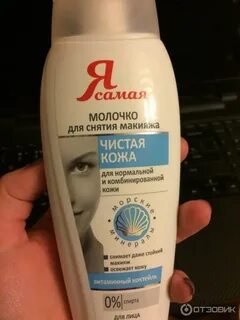 Я
самая
МОЛОЧКО
для снятия макияжа
ЧИСТАЯ
КОЖА
для нормальной
и комбинированной
кожи
морские
минералы
снимает даже стойкий
макияж
освежает кожу
витаминный коктейль
0% спирта
для лица
ОТЗОВИК